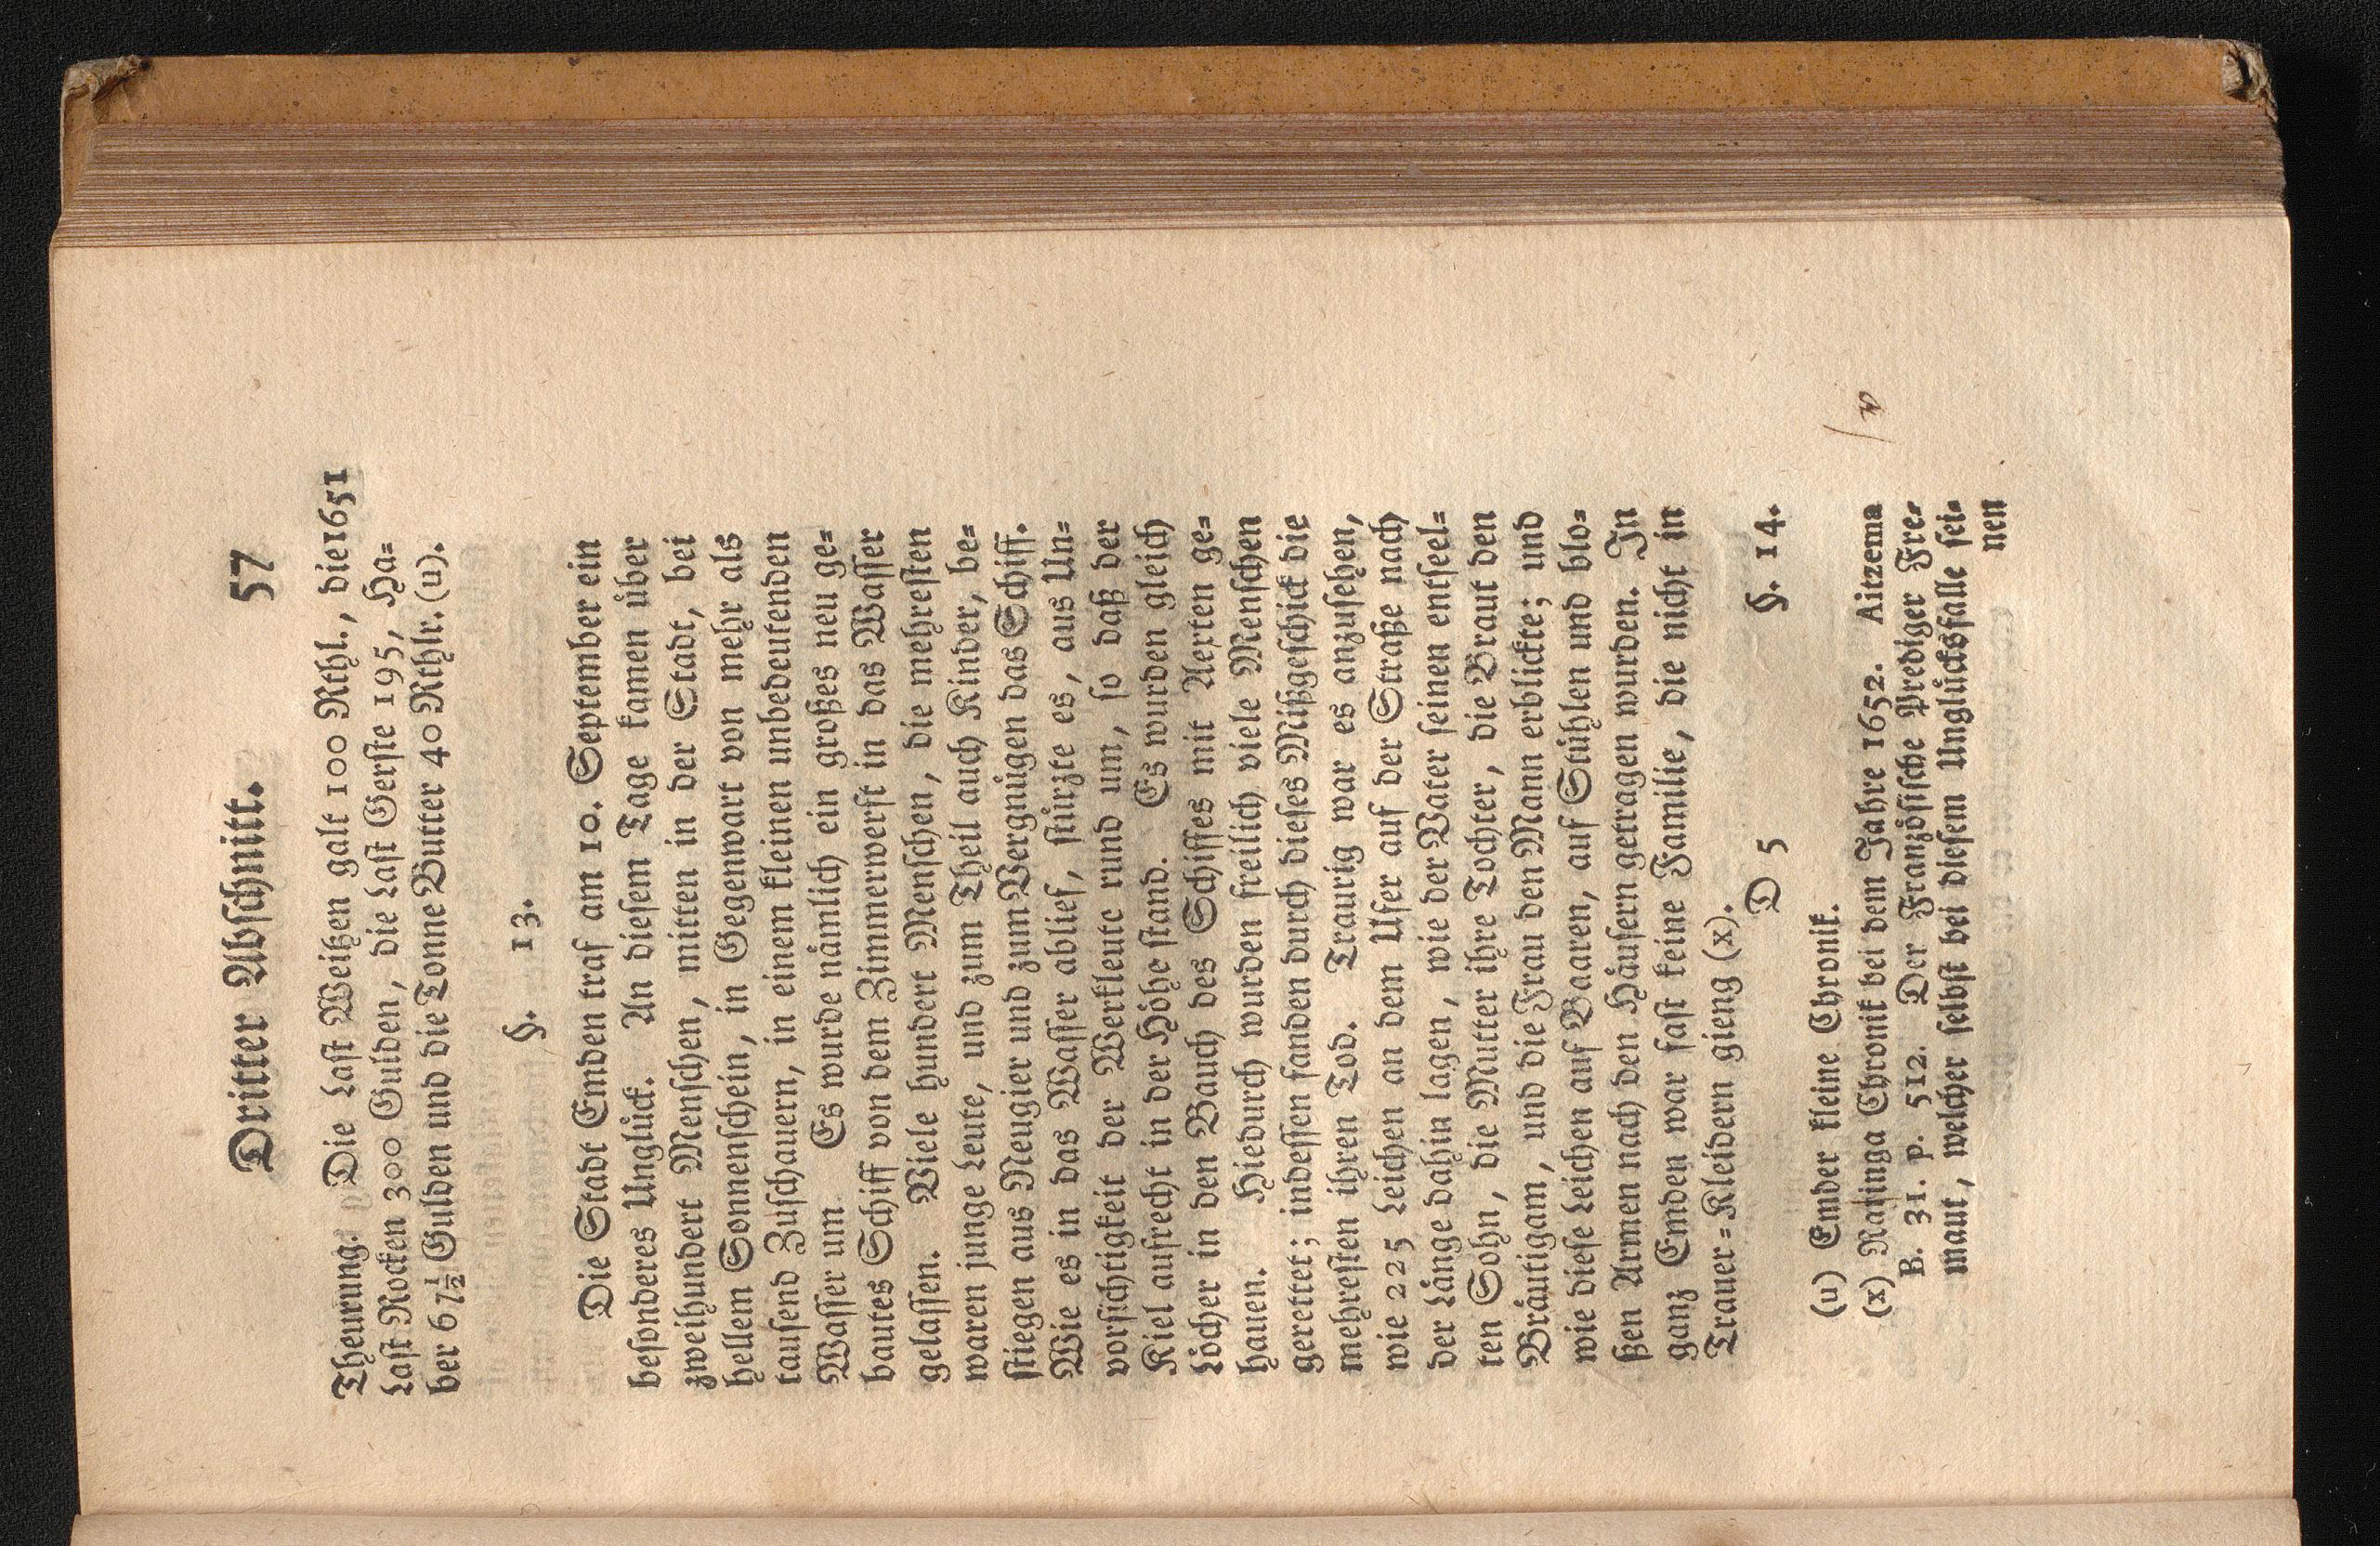 Dritter Abschnitt. 57
Theurung. Die Last Weitzen galt 100 Rthl., die 1651
Last Rocken 300 Gulden, die Last Gerste 195, Ha=
ber 67½ Gulden und die Tonne Butter 40 Rthlr. (u).
§. 13.
Die Stadt Emden traf am 10. September ein
besonderes Unglück. An diesem Tage kamen über
zweihundert Menschen, mitten in der Stadt, bei
hellem Sonnenschein, in Gegenwart von mehr als
tausend Zuschauern, in einem kleinen unbedeutenden
Wasser um. Es wurde nämlich ein großes neu ge=
bautes Schiff von dem Zimmerwerft in das Wasser
gelassen. Viele hundert Menschen, die mehresten
waren junge Leute, und zum Theil auch Kinder, be=
stiegen aus Neugier und zum Vergnügen das Schiff.
Wie es in das Wasser ablief, stürzte es, aus Un=
vorsichtigkeit der Werkleute rund um, so daß der
Kiel aufrecht in der Höhe stand. Es wurden gleich
Löcher in den Bauch des Schiffes mit Aexten ge=
hauen. Hiedurch wurden freilich viele Menschen
gerettet; indessen fanden durch dieses Mißgeschick die
mehresten ihren Tod. Traurig war es anzusehen,
wie 225 Leichen an dem Ufer auf der Straße nach
der Länge dahin lagen, wie der Vater seinen entseel=
ten Sohn, die Mutter ihre Tochter, die Braut den
Bräutigam, und die Frau den Mann erblickte; und
wie diese Leichen auf Baaren, auf Stühlen und blo=
ßen Armen nach den Häusern getragen wurden. In
ganz Emden war fast keine Familie, die nicht in
Trauer=Kleidern gieng (x).
D 5 §. 14.
(u) Emder kleine Chronik.
(x) Ravinga Chronik bei dem Jahre 1652. Aitzema
B. 31. p. 512. Der Französische Prediger Fre=
maut, welcher selbst bei diesem Unglücksfalle sei=
nen